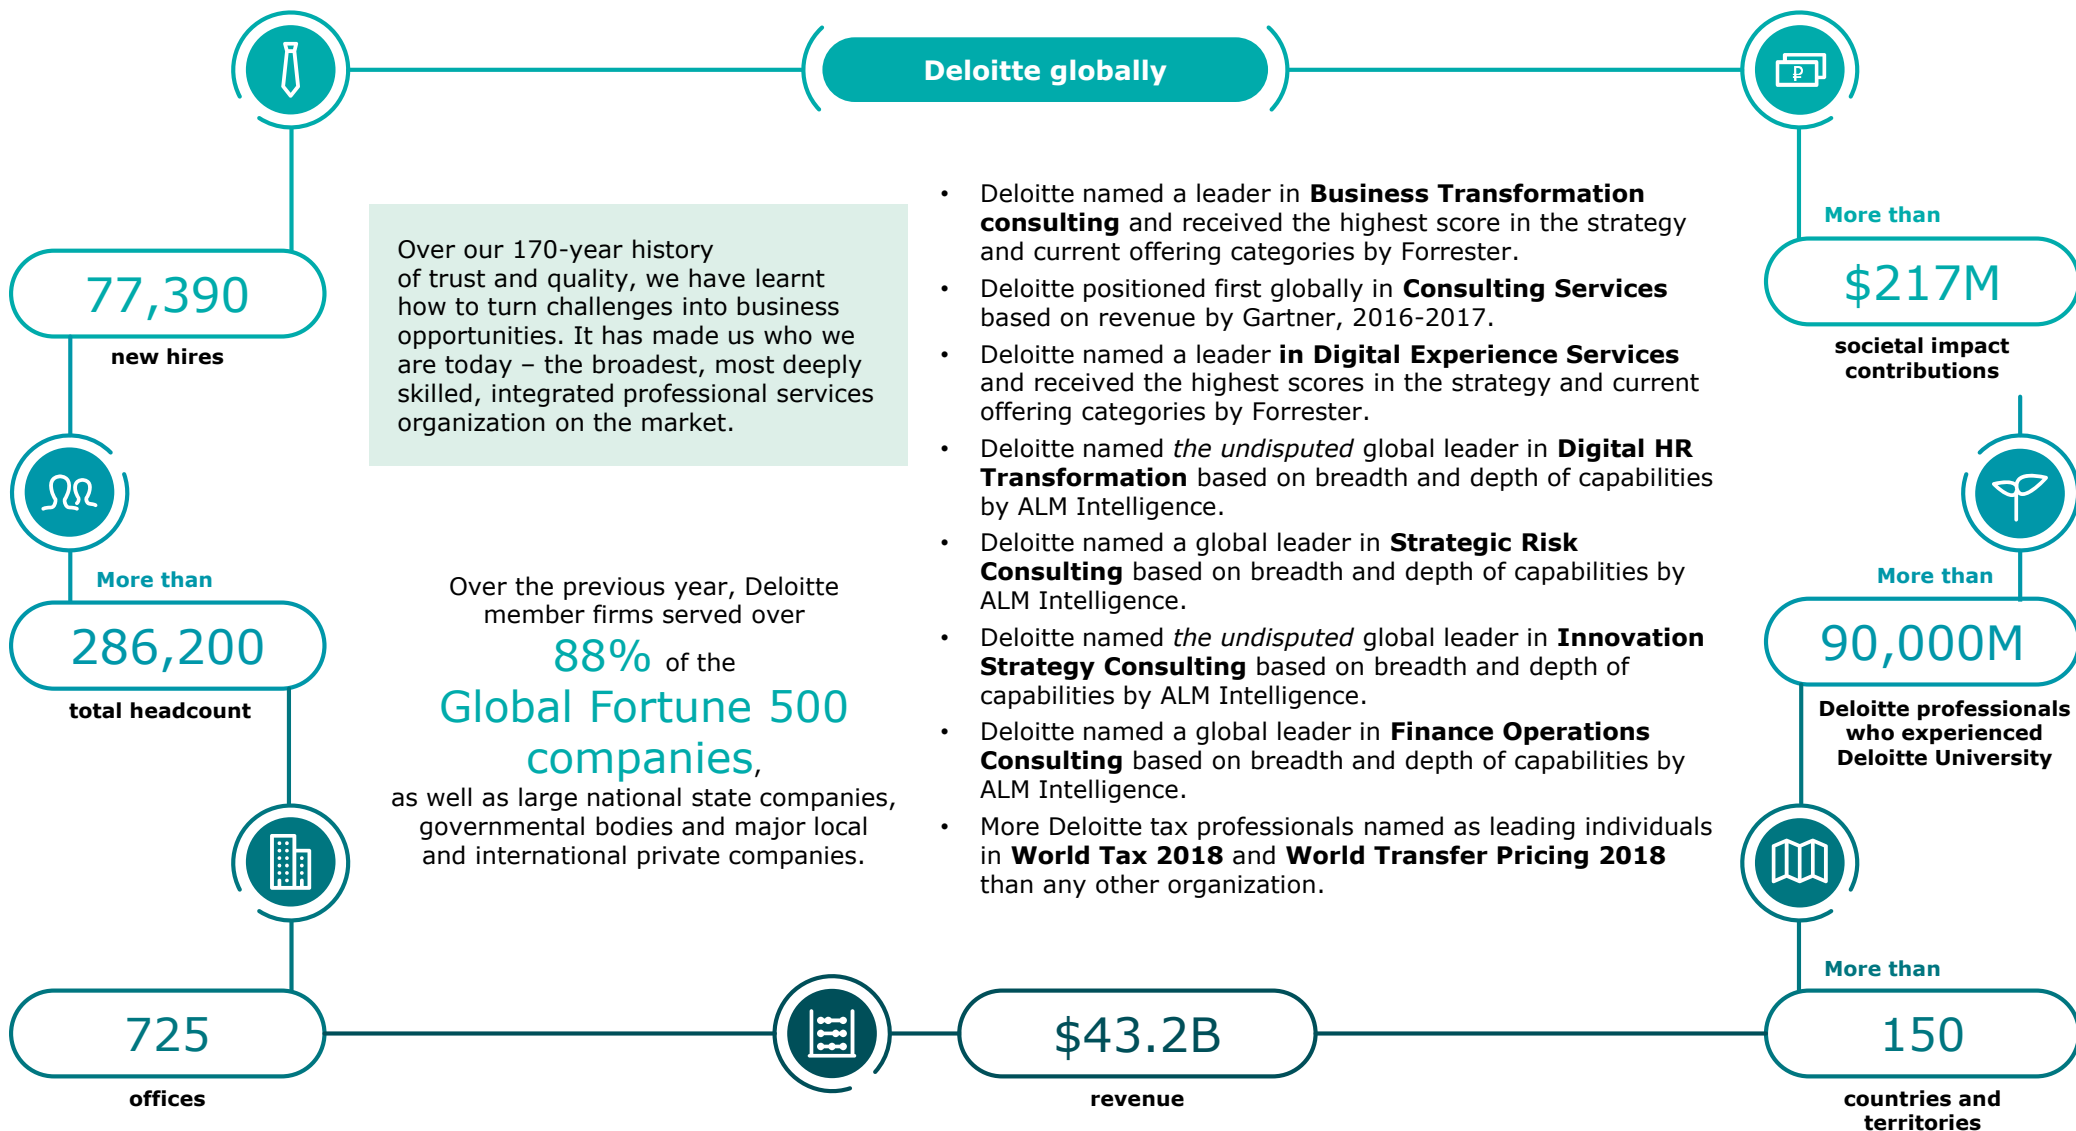 Deloitte globally
77,390
new hires
More than
286,200
total headcount
725
offices
Over our 170-year history
of trust and quality, we have learnt
how to turn challenges into business
opportunities. It has made us who we
are today – the broadest, most deeply
skilled, integrated professional services
organization on the market.
Over the previous year, Deloitte
member firms served over
88% of the
Global Fortune 500
companies,
as well as large national state companies,
governmental bodies and major local
and international private companies.
• Deloitte named a leader in Business Transformation
consulting and received the highest score in the strategy
and current offering categories by Forrester.
• Deloitte positioned first globally in Consulting Services
based on revenue by Gartner, 2016-2017.
• Deloitte named a leader in Digital Experience Services
and received the highest scores in the strategy and current
offering categories by Forrester.
• Deloitte named the undisputed global leader in Digital HR
Transformation based on breadth and depth of capabilities
by ALM Intelligence.
• Deloitte named a global leader in Strategic Risk
Consulting based on breadth and depth of capabilities by
ALM Intelligence.
• Deloitte named the undisputed global leader in Innovation
Strategy Consulting based on breadth and depth of
capabilities by ALM Intelligence.
• Deloitte named a global leader in Finance Operations
Consulting based on breadth and depth of capabilities by
ALM Intelligence.
• More Deloitte tax professionals named as leading individuals
in World Tax 2018 and World Transfer Pricing 2018
than any other organization.
₽
More than
$217M
societal impact
contributions
More than
90,000M
Deloitte professionals
who experienced
Deloitte University
More than
150
countries and
territories
$43.2B
revenue